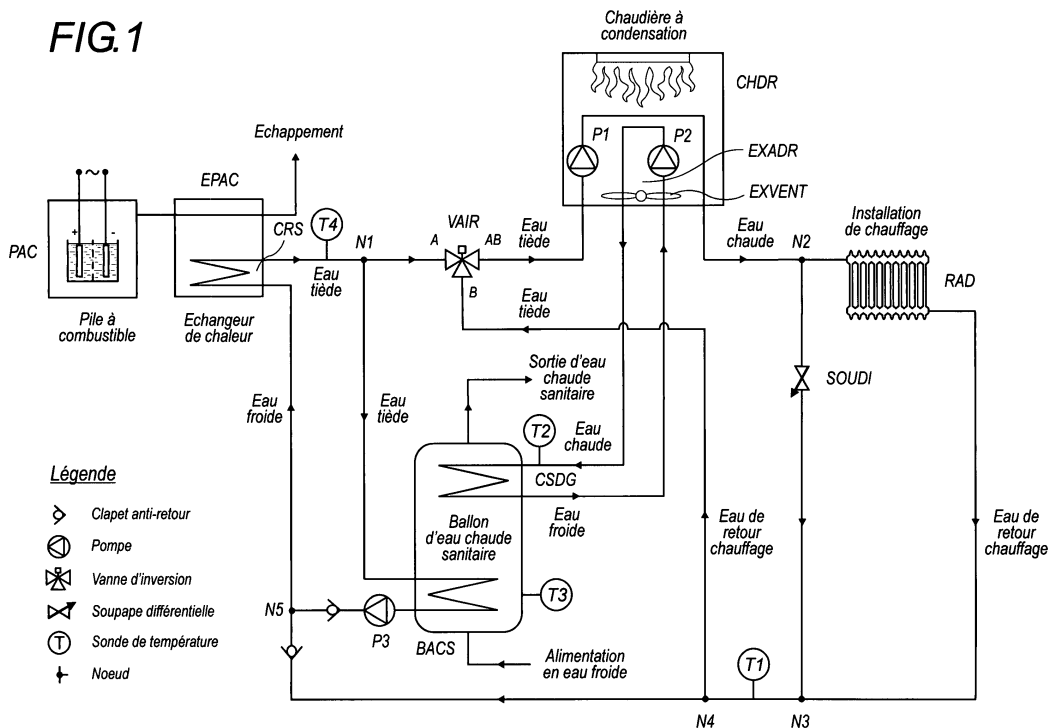 FIG.1
Chaudière à
condensation
CHDR
P1
P2
EXADR
EXVENT
Echappement
EPAC
CRS
PAC
~
+
-
Pile à
combustible
Echangeur
de chaleur
T4
N1
Eau
tiède
VAIR
A
AB
B
Eau
tiède
Eau
tiède
Eau
chaude
N2
Installation
de chauffage
RAD
SOUDI
Sortie d'eau
chaude
sanitaire
Eau
froide
Eau
tiède
T2
Eau
chaude
CSDG
Eau
froide
Ballon
d'eau chaude
sanitaire
T3
Eau de
retour
chauffage
Eau de
retour
chauffage
N5
P3
BACS
Alimentation
en eau froide
T1
N4
N3
Légende
Clapet anti-retour
Pompe
Vanne d'inversion
Soupape différentielle
T
Sonde de température
Noeud